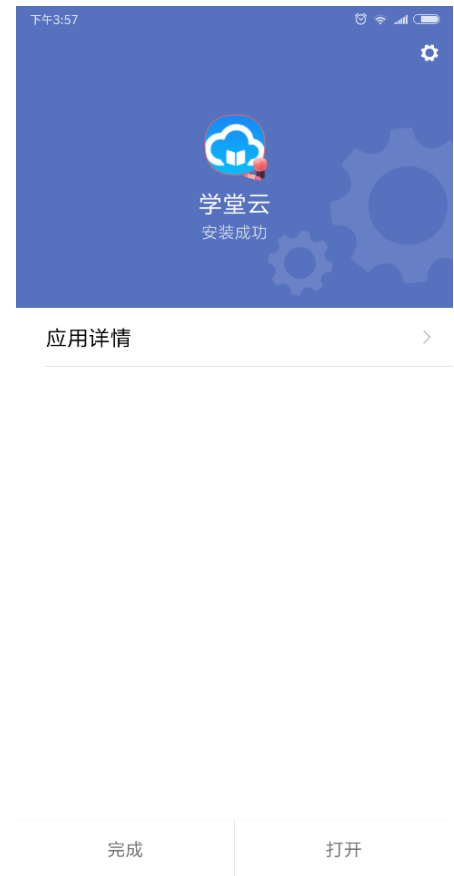 下午3:57
学堂云
安装成功
应用详情
完成
打开